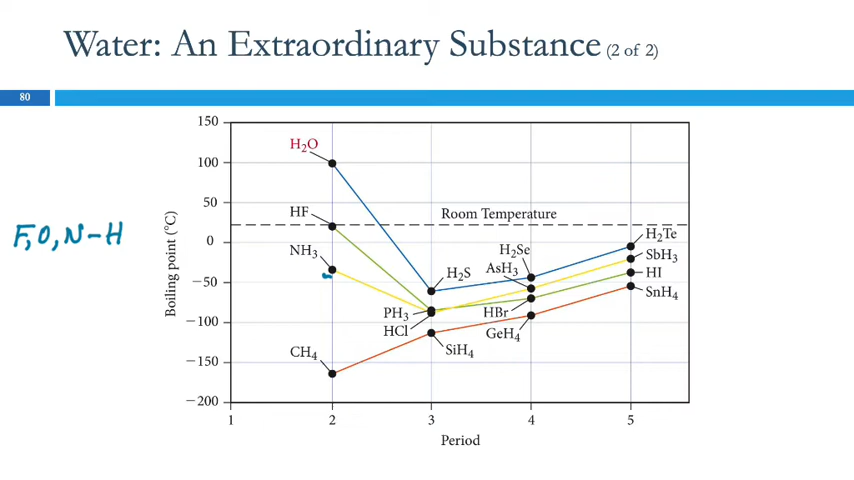 Water: An Extraordinary Substance (2 of 2)
80
150
100
50
0
−50
−100
−150
−200
Boiling point (°C)
1
2
3
4
5
Period
Room Temperature
H₂O
HF
NH₃
CH₄
H₂S
PH₃
HCl
SiH₄
H₂Se
AsH₃
HBr
GeH₄
H₂Te
SbH₃
HI
SnH₄
F, O, N – H